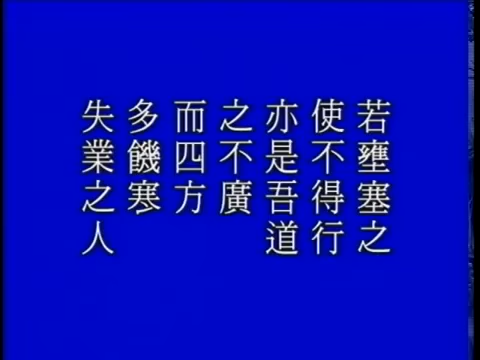 若壅塞之
使不得行
亦是吾道
之不廣
而四方
多饑寒
失業之人